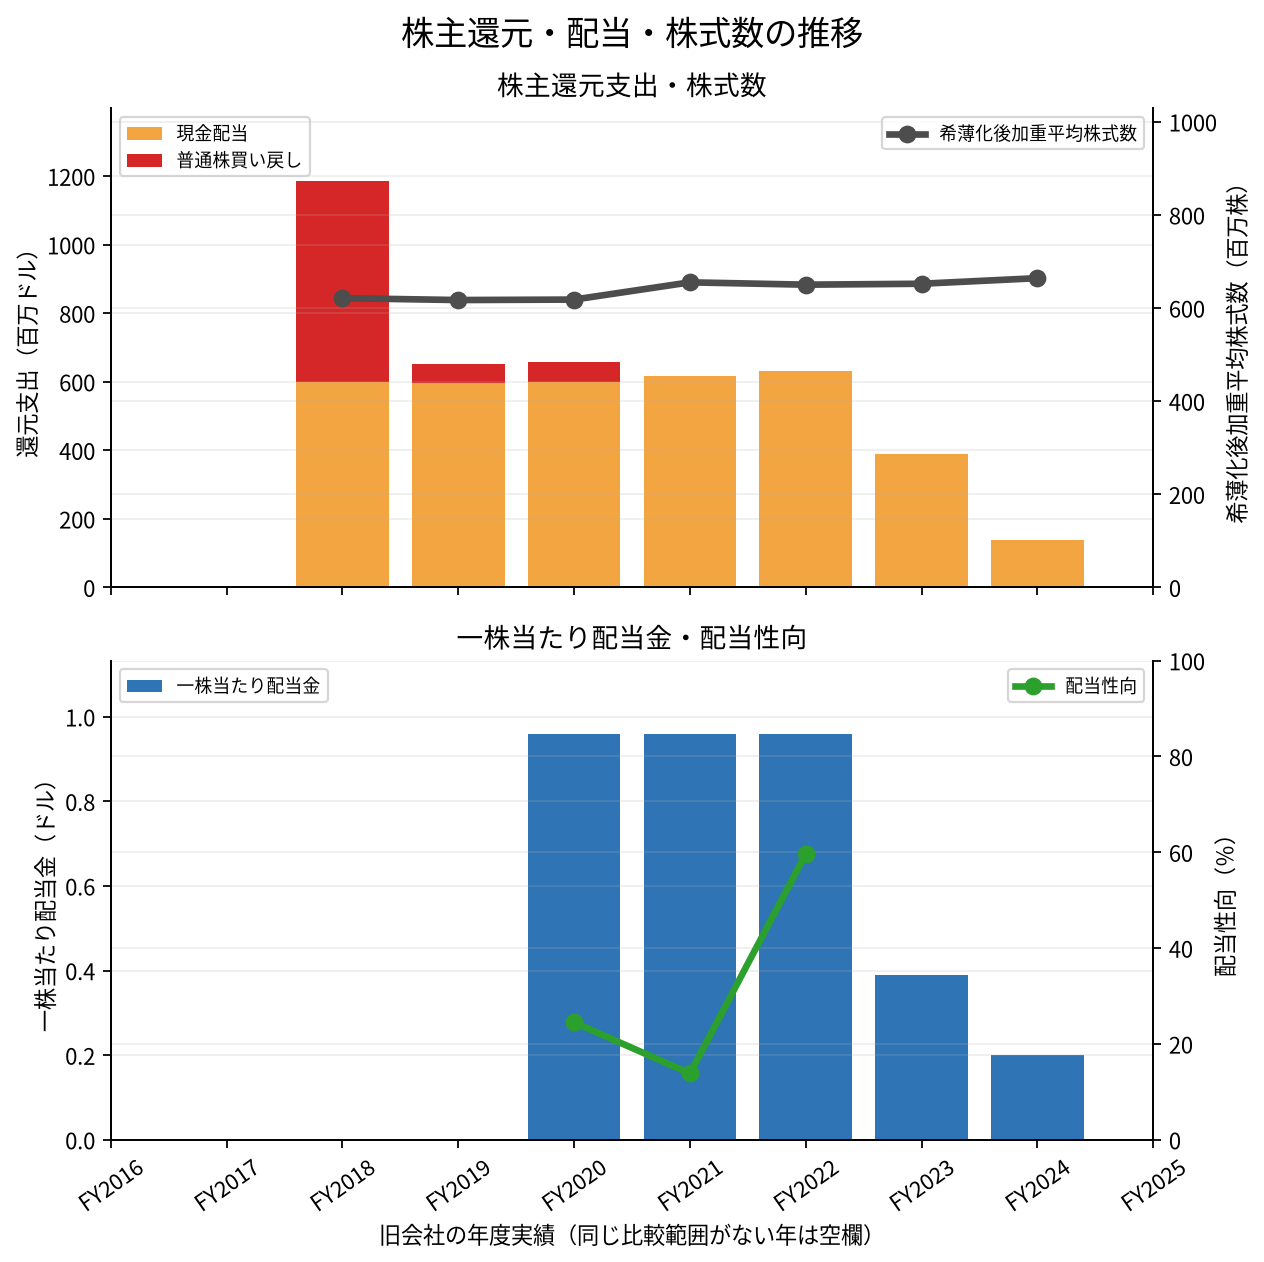 株主還元・配当・株式数の推移
株主還元支出・株式数
現金配当
普通株買い戻し
希薄化後加重平均株式数
還元支出（百万ドル）
1200
1000
800
600
400
200
0
1000
800
600
400
200
0
希薄化後加重平均株式数（百万株）
一株当たり配当金・配当性向
一株当たり配当金
配当性向
一株当たり配当金（ドル）
1.0
0.8
0.6
0.4
0.2
0.0
100
80
60
40
20
0
配当性向（%）
FY2016 FY2017 FY2018 FY2019 FY2020 FY2021 FY2022 FY2023 FY2024 FY2025
旧会社の年度実績（同じ比較範囲がない年は空欄）